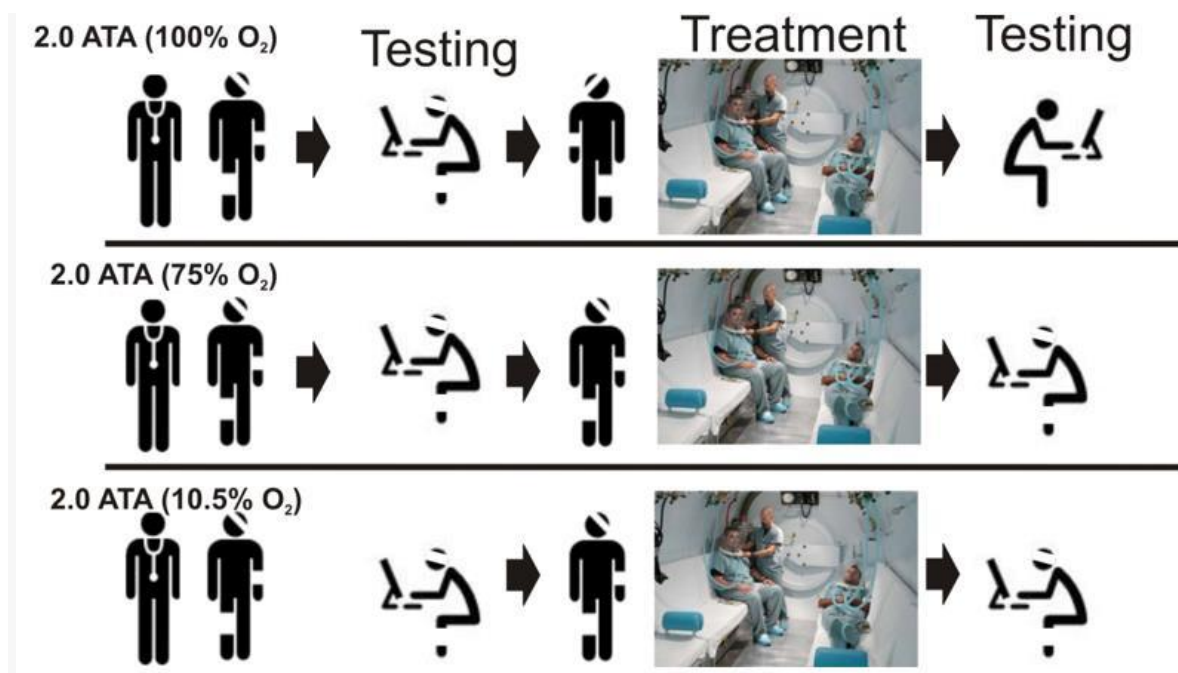 2.0 ATA (100% O₂)
Testing
Treatment
Testing
2.0 ATA (75% O₂)
2.0 ATA (10.5% O₂)